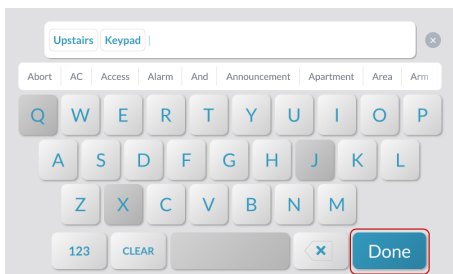 Upstairs Keypad
Abort AC Access Alarm And Announcement Apartment Area Arm
Q W E R T Y U I O P
A S D F G H J K L
Z X C V B N M
123 CLEAR Done